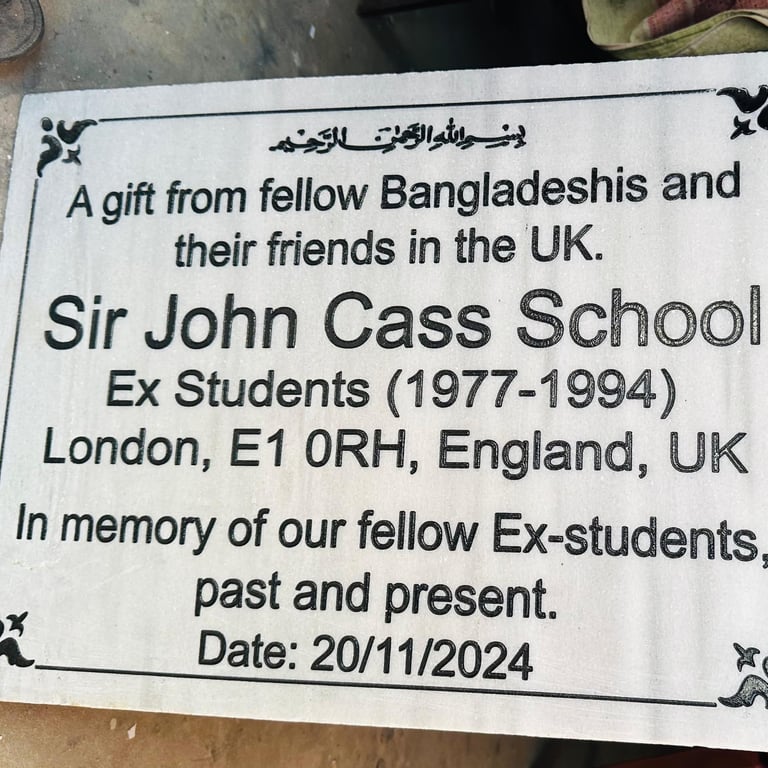 بسم الله الرحمن الرحيم
A gift from fellow Bangladeshis and
their friends in the UK.
Sir John Cass School
Ex Students (1977-1994)
London, E1 0RH, England, UK
In memory of our fellow Ex-students,
past and present.
Date: 20/11/2024